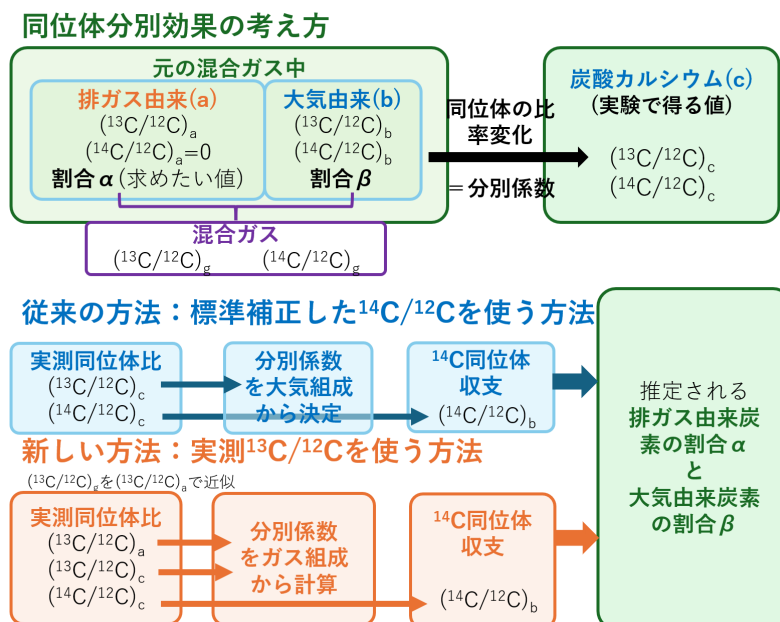 同位体分別効果の考え方
元の混合ガス中
排ガス由来(a)
(¹³C/¹²C)ₐ
(¹⁴C/¹²C)ₐ=0
割合α(求めたい値)
大気由来(b)
(¹³C/¹²C)b
(¹⁴C/¹²C)b
割合β
混合ガス
(¹³C/¹²C)g
(¹⁴C/¹²C)g
同位体の比
率変化
＝分別係数
炭酸カルシウム(c)
(実験で得る値)
(¹³C/¹²C)c
(¹⁴C/¹²C)c
従来の方法：標準補正した¹⁴C/¹²Cを使う方法
実測同位体比
(¹³C/¹²C)c
(¹⁴C/¹²C)c
分別係数
を大気組成
から決定
¹⁴C同位体
収支
(¹⁴C/¹²C)b
新しい方法：実測¹³C/¹²Cを使う方法
(¹³C/¹²C)gを(¹³C/¹²C)ₐで近似
実測同位体比
(¹³C/¹²C)ₐ
(¹³C/¹²C)c
(¹⁴C/¹²C)c
分別係数
をガス組成
から計算
¹⁴C同位体
収支
(¹⁴C/¹²C)b
推定される
排ガス由来炭
素の割合α
と
大気由来炭素
の割合β